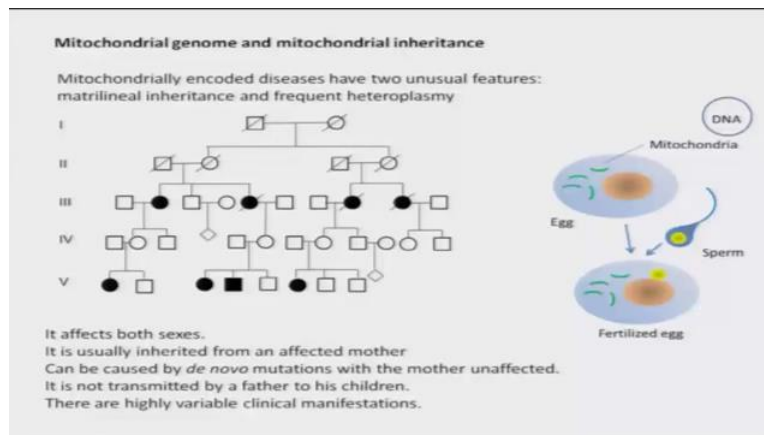 Mitochondrial genome and mitochondrial inheritance
Mitochondrially encoded diseases have two unusual features:
matrilineal inheritance and frequent heteroplasmy
I
II
III
IV
V
DNA
Mitochondria
Egg
Sperm
Fertilized egg
It affects both sexes.
It is usually inherited from an affected mother
Can be caused by de novo mutations with the mother unaffected.
It is not transmitted by a father to his children.
There are highly variable clinical manifestations.